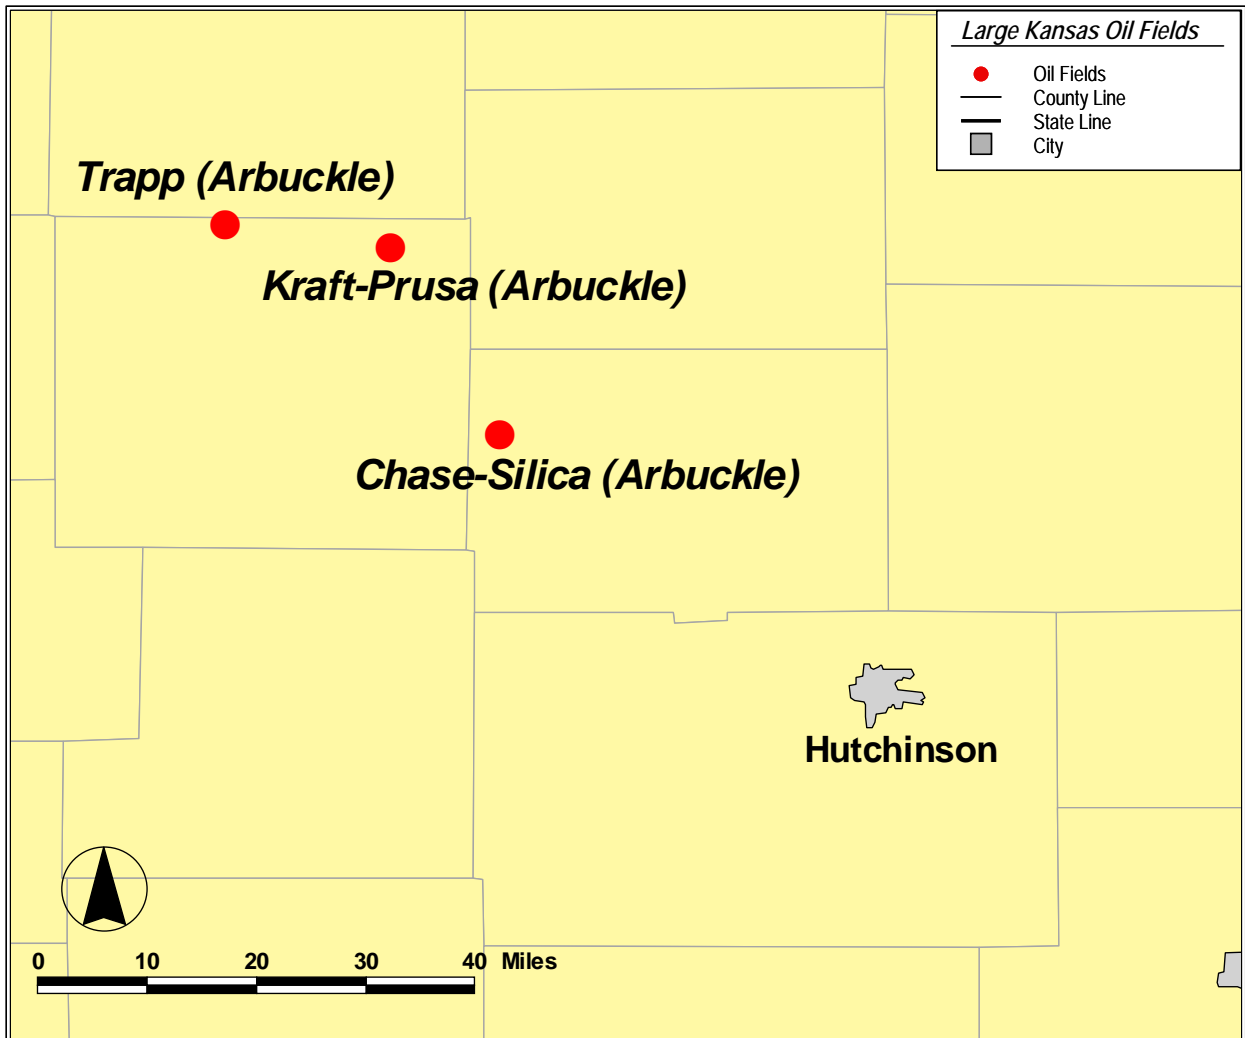 Large Kansas Oil Fields
Oil Fields
County Line
State Line
City
Trapp (Arbuckle)
Kraft-Prusa (Arbuckle)
Chase-Silica (Arbuckle)
Hutchinson
0 10 20 30 40 Miles